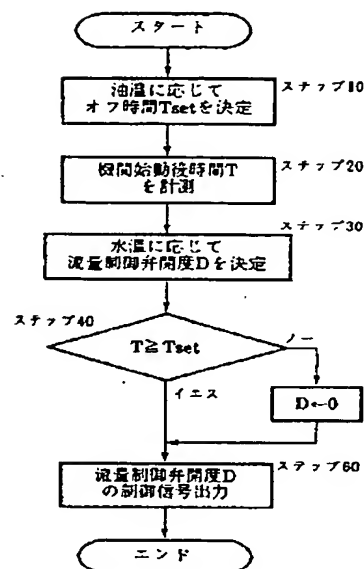 スタート
ステップ10
油温に応じて
オフ時間Tsetを決定
ステップ20
機関始動後時間T
を計測
ステップ30
水温に応じて
流量制御弁開度Dを決定
ステップ40
T≧Tset
ノー
イエス
D←0
ステップ60
流量制御弁開度D
の制御信号出力
エンド